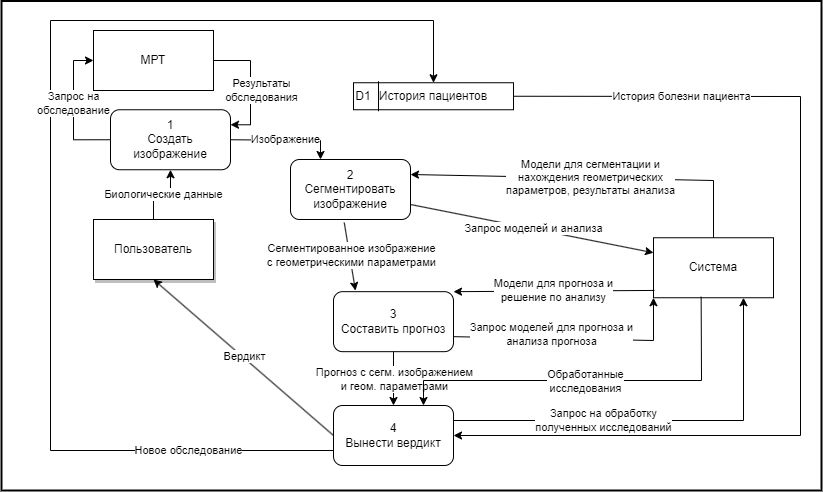 МРТ
Результаты
обследования
Запрос на
обследование
D1 История пациентов
История болезни пациента
1
Создать
изображение
Изображение
2
Сегментировать
изображение
Модели для сегментации и
нахождения геометрических
параметров, результаты анализа
Биологические данные
Пользователь
Запрос моделей и анализа
Сегментированное изображение
с геометрическими параметрами
Система
Модели для прогноза и
решение по анализу
3
Составить прогноз
Запрос моделей для прогноза и
анализа прогноза
Вердикт
Прогноз с сегм. изображением
и геом. параметрами
Обработанные
исследования
4
Вынести вердикт
Запрос на обработку
полученных исследований
Новое обследование